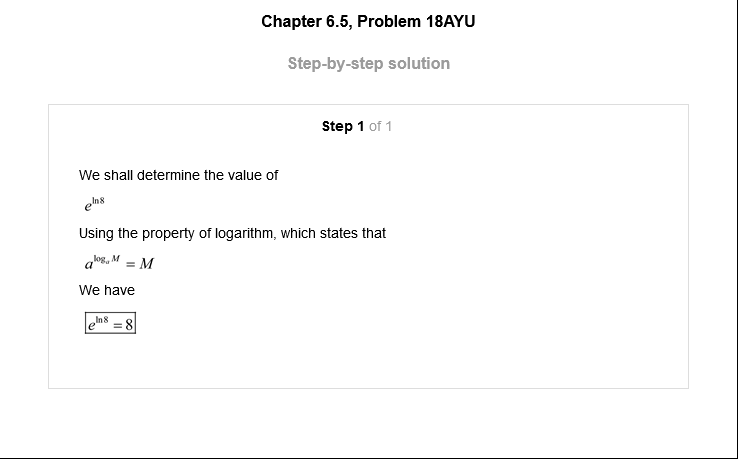 Chapter 6.5, Problem 18AYU
Step-by-step solution
Step 1 of 1
We shall determine the value of
e^{ln 8}
Using the property of logarithm, which states that
a^{log_a M} = M
We have
e^{ln 8} = 8